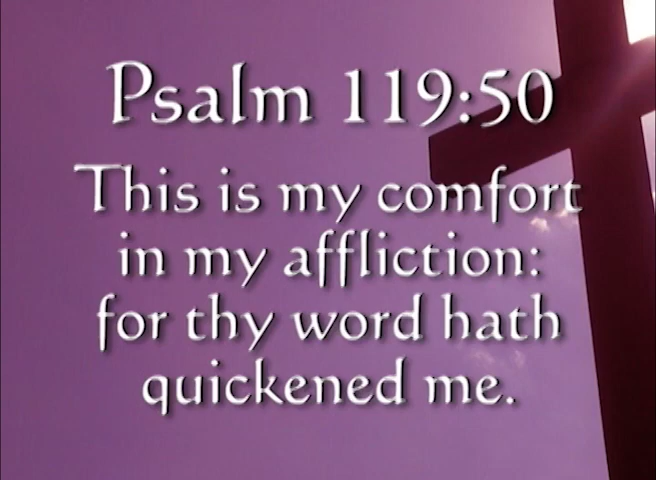 Psalm 119:50
This is my comfort
in my affliction:
for thy word hath
quickened me.